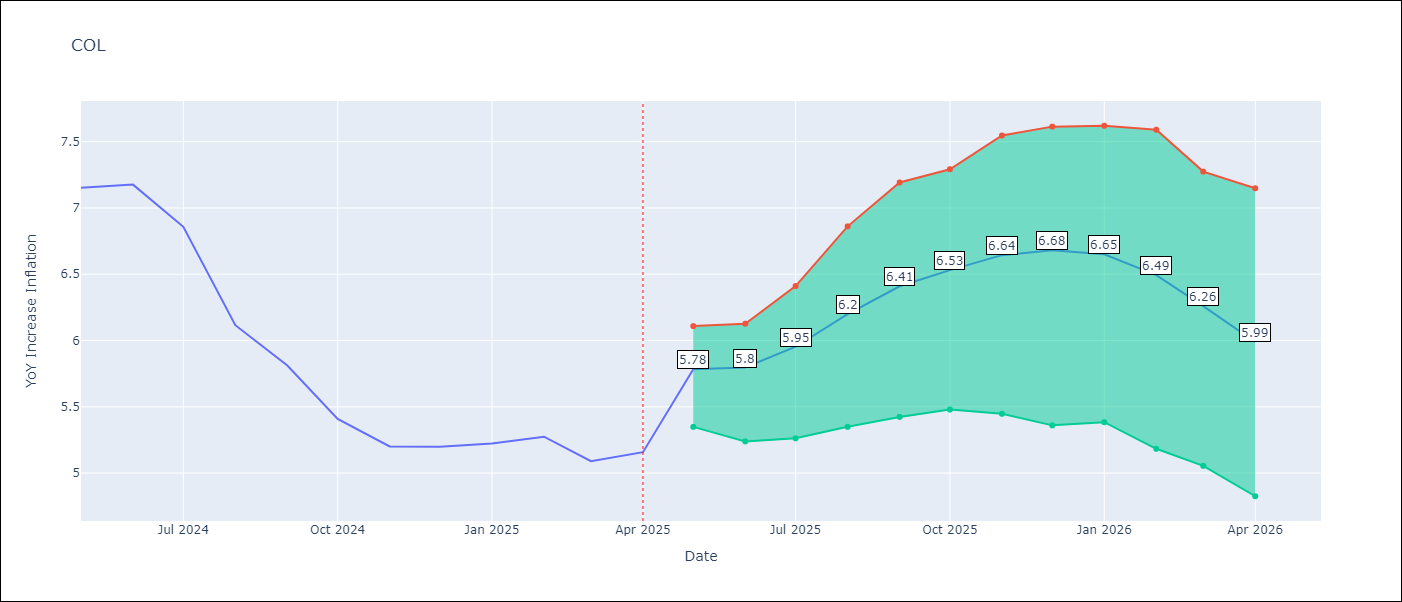 COL
YoY Increase Inflation
7.5
7
6.5
6
5.5
5
5.78
5.8
5.95
6.2
6.41
6.53
6.64
6.68
6.65
6.49
6.26
5.99
Jul 2024
Oct 2024
Jan 2025
Apr 2025
Jul 2025
Oct 2025
Jan 2026
Apr 2026
Date